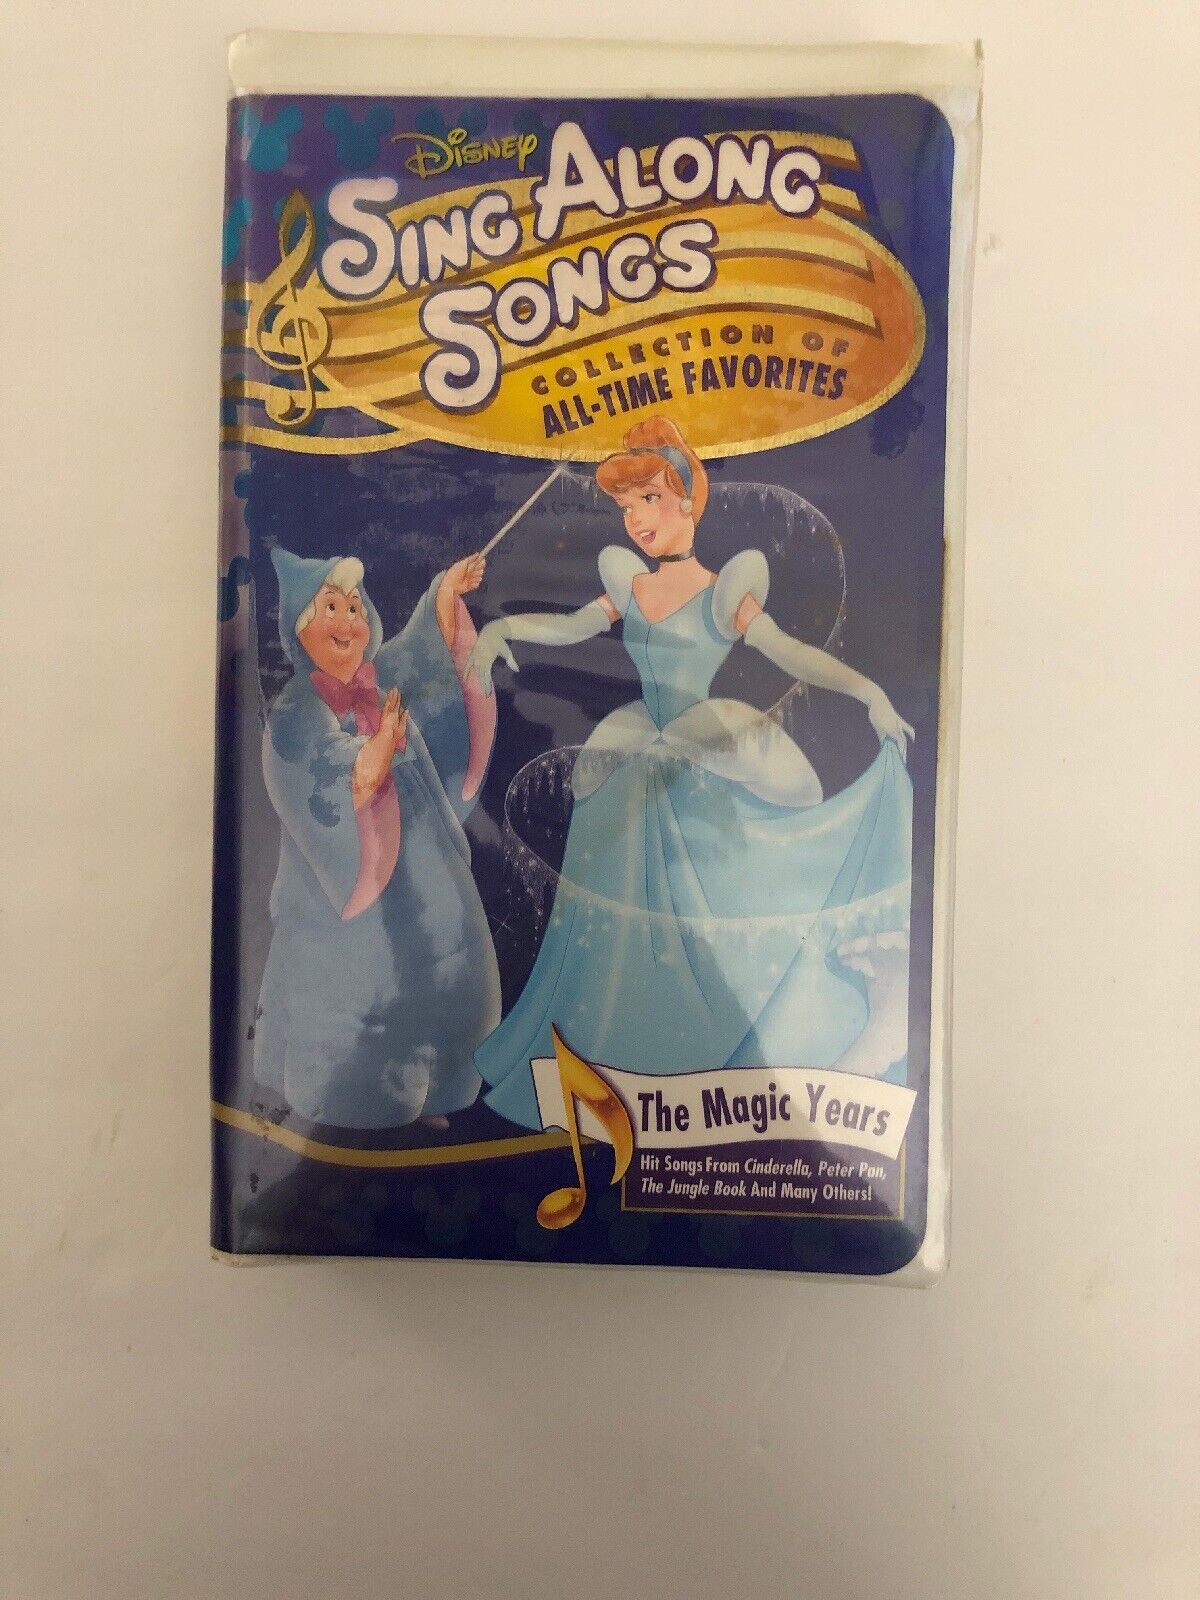 Disney
Sing Along
Songs
COLLECTION OF
ALL-TIME FAVORITES
The Magic Years
Hit Songs From Cinderella, Peter Pan,
The Jungle Book And Many Others!